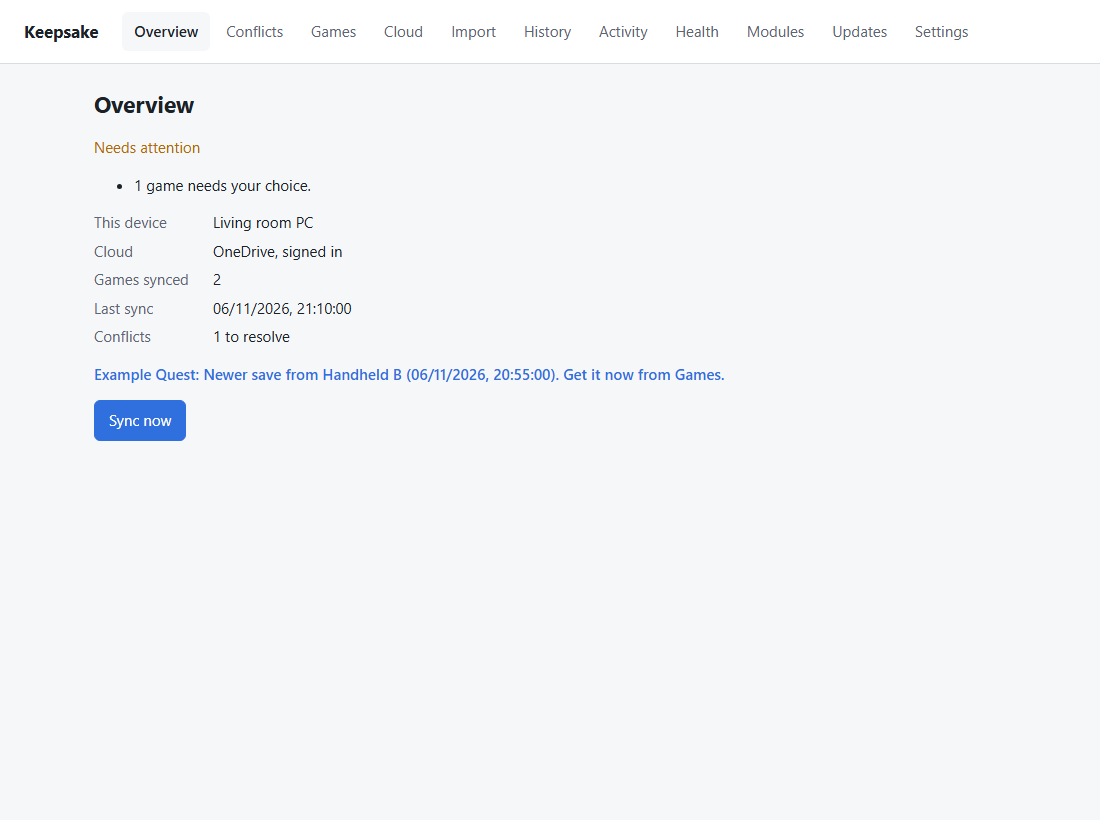 Keepsake Overview Conflicts Games Cloud Import History Activity Health Modules Updates Settings
Overview
Needs attention
• 1 game needs your choice.
This device Living room PC
Cloud OneDrive, signed in
Games synced 2
Last sync 06/11/2026, 21:10:00
Conflicts 1 to resolve
Example Quest: Newer save from Handheld B (06/11/2026, 20:55:00). Get it now from Games.
Sync now